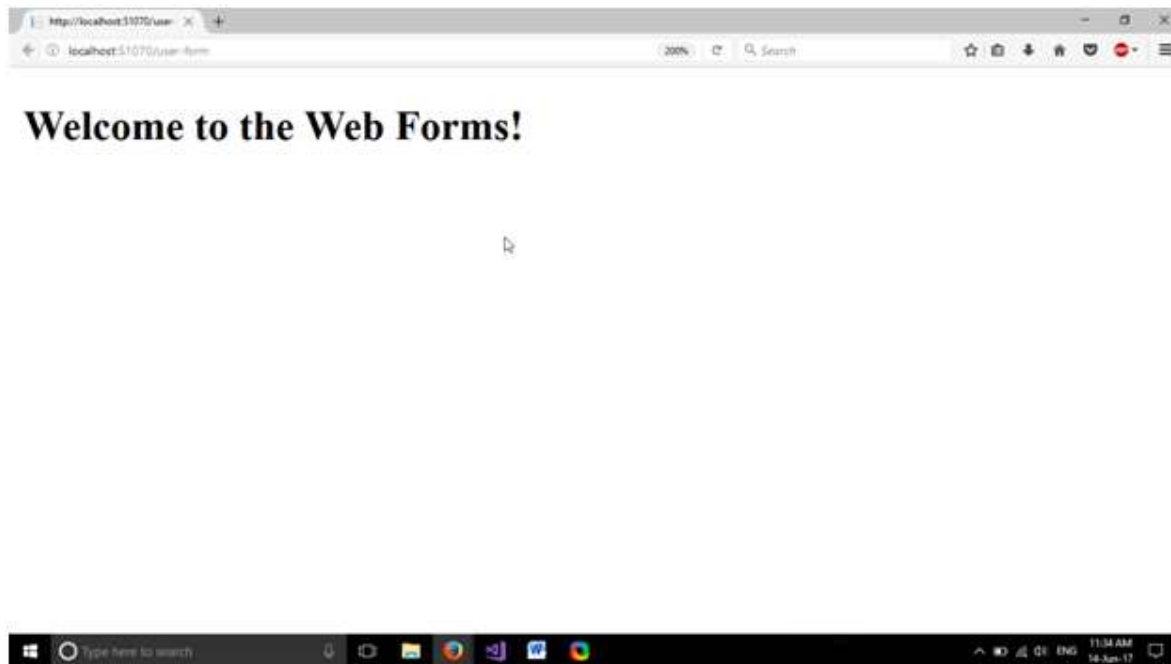 http://localhost:51070/user-
localhost:51070/user-form
200%
Search
Welcome to the Web Forms!
Type here to search
ENG
11:34 AM
14-Jun-17